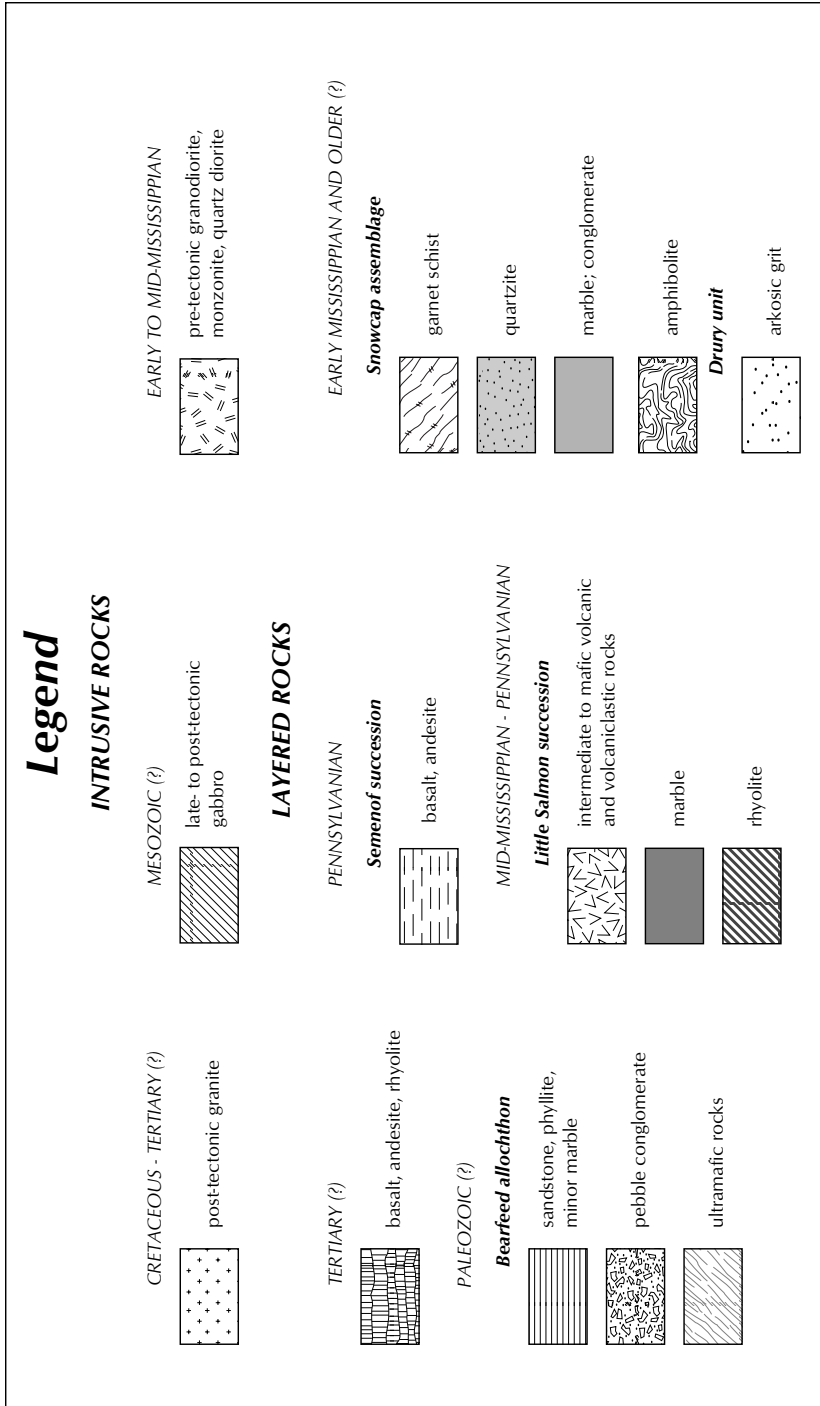 Legend
INTRUSIVE ROCKS
CRETACEOUS - TERTIARY (?)
post-tectonic granite
MESOZOIC (?)
late- to post-tectonic
gabbro
EARLY TO MID-MISSISSIPPIAN
pre-tectonic granodiorite,
monzonite, quartz diorite
LAYERED ROCKS
TERTIARY (?)
basalt, andesite, rhyolite
PALEOZOIC (?)
Bearfeed allochthon
sandstone, phyllite,
minor marble
pebble conglomerate
ultramafic rocks
PENNSYLVANIAN
Semenof succession
basalt, andesite
MID-MISSISSIPPIAN - PENNSYLVANIAN
Little Salmon succession
intermediate to mafic volcanic
and volcaniclastic rocks
marble
rhyolite
EARLY MISSISSIPPIAN AND OLDER (?)
Snowcap assemblage
garnet schist
quartzite
marble; conglomerate
amphibolite
Drury unit
arkosic grit